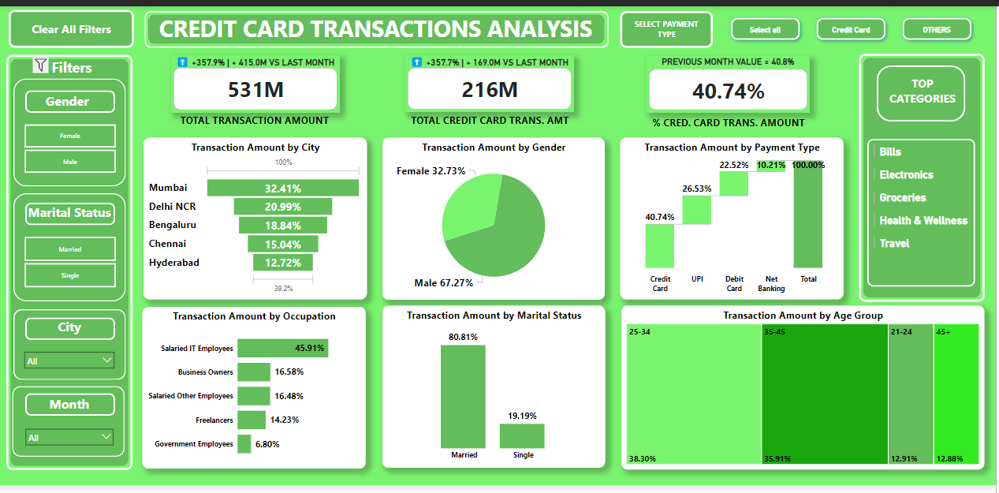 Clear All Filters
CREDIT CARD TRANSACTIONS ANALYSIS
SELECT PAYMENT
TYPE
Select all
Credit Card
OTHERS
Filters
Gender
Female
Male
Marital Status
Married
Single
City
All
Month
All
+357.9% | + 415.0M VS LAST MONTH
531M
TOTAL TRANSACTION AMOUNT
+357.7% | + 169.0M VS LAST MONTH
216M
TOTAL CREDIT CARD TRANS. AMT
PREVIOUS MONTH VALUE = 40.8%
40.74%
% CRED. CARD TRANS. AMOUNT
TOP
CATEGORIES
Bills
Electronics
Groceries
Health & Wellness
Travel
Transaction Amount by City
100%
Mumbai 32.41%
Delhi NCR 20.99%
Bengaluru 18.84%
Chennai 15.04%
Hyderabad 12.72%
39.2%
Transaction Amount by Gender
Female 32.73%
Male 67.27%
Transaction Amount by Payment Type
40.74% 26.53% 22.52% 10.21% 100.00%
Credit
Card
UPI
Debit
Card
Net
Banking
Total
Transaction Amount by Occupation
Salaried IT Employees 45.91%
Business Owners 16.58%
Salaried Other Employees 16.48%
Freelancers 14.23%
Government Employees 6.80%
Transaction Amount by Marital Status
80.81%
19.19%
Married Single
Transaction Amount by Age Group
25-34 35-45 21-24 45+
38.30% 35.91% 12.91% 12.88%